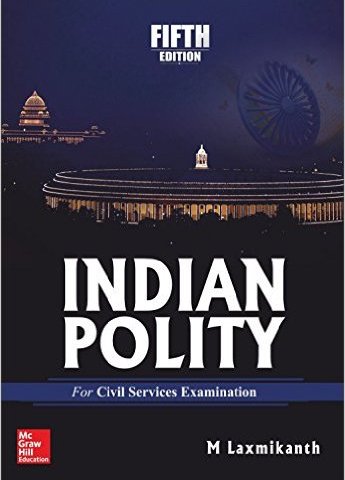 FIFTH
EDITION
INDIAN
POLITY
For Civil Services Examination
Mc
Graw
Hill
Education
M Laxmikanth